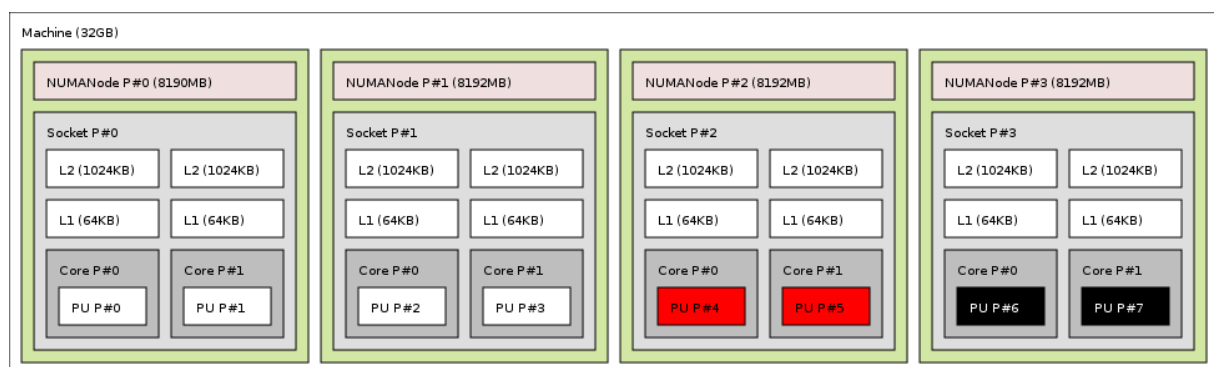 Machine (32GB)
NUMANode P#0 (8190MB)
Socket P#0
L2 (1024KB) L2 (1024KB)
L1 (64KB) L1 (64KB)
Core P#0 Core P#1
PU P#0 PU P#1
NUMANode P#1 (8192MB)
Socket P#1
L2 (1024KB) L2 (1024KB)
L1 (64KB) L1 (64KB)
Core P#0 Core P#1
PU P#2 PU P#3
NUMANode P#2 (8192MB)
Socket P#2
L2 (1024KB) L2 (1024KB)
L1 (64KB) L1 (64KB)
Core P#0 Core P#1
PU P#4 PU P#5
NUMANode P#3 (8192MB)
Socket P#3
L2 (1024KB) L2 (1024KB)
L1 (64KB) L1 (64KB)
Core P#0 Core P#1
PU P#6 PU P#7